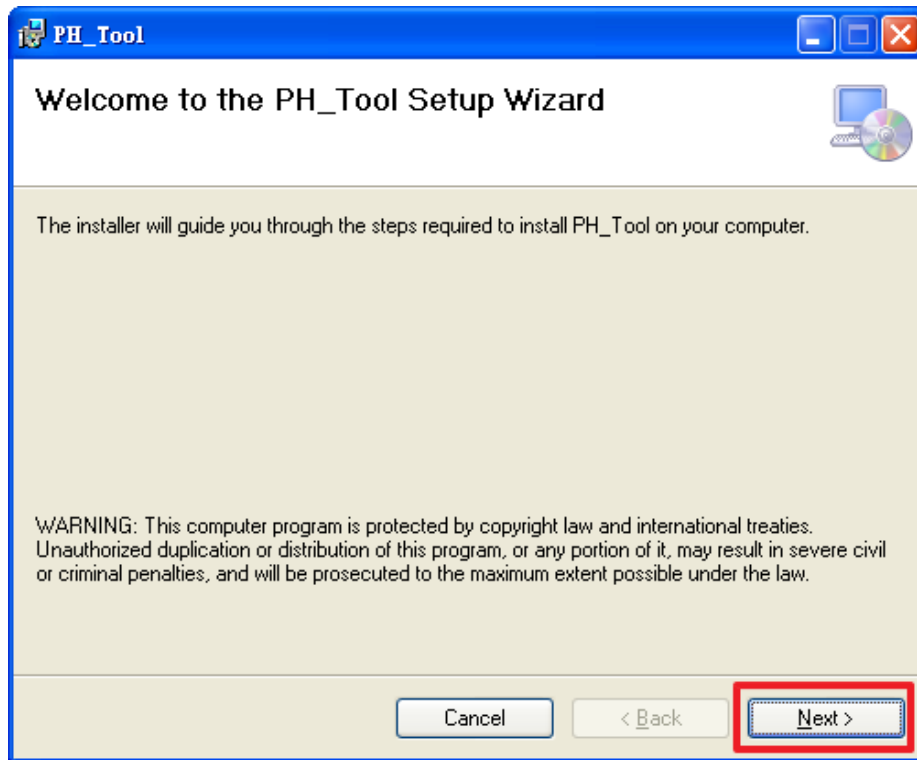 PH_Tool
Welcome to the PH_Tool Setup Wizard
The installer will guide you through the steps required to install PH_Tool on your computer.
WARNING: This computer program is protected by copyright law and international treaties.
Unauthorized duplication or distribution of this program, or any portion of it, may result in severe civil
or criminal penalties, and will be prosecuted to the maximum extent possible under the law.
Cancel < Back Next >